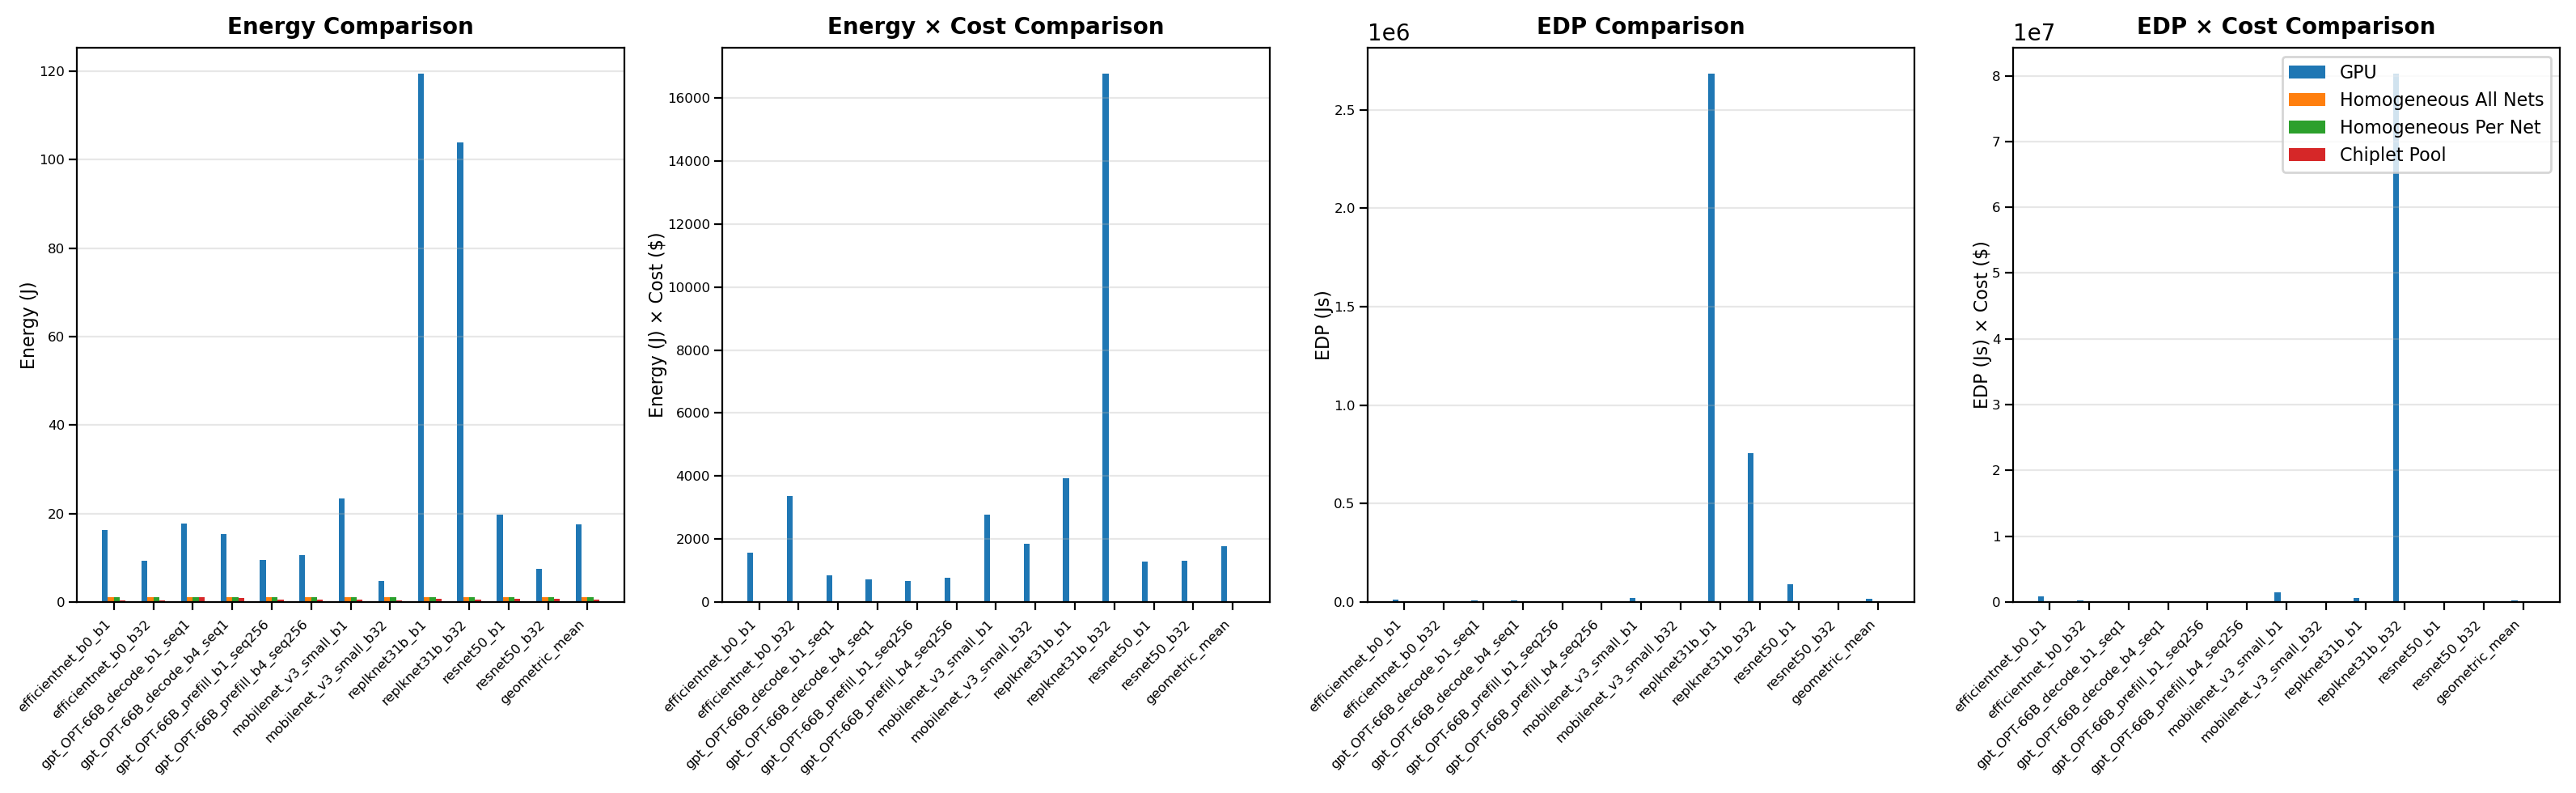 Energy Comparison
Energy (J)
120
100
80
60
40
20
0
efficientnet_b0_b1
efficientnet_b0_b32
gpt_OPT-66B_decode_b1_seq1
gpt_OPT-66B_decode_b4_seq1
gpt_OPT-66B_prefill_b1_seq256
gpt_OPT-66B_prefill_b4_seq256
mobilenet_v3_small_b1
mobilenet_v3_small_b32
replknet31b_b1
replknet31b_b32
resnet50_b1
resnet50_b32
geometric_mean
Energy × Cost Comparison
Energy (J) × Cost ($)
16000
14000
12000
10000
8000
6000
4000
2000
0
efficientnet_b0_b1
efficientnet_b0_b32
gpt_OPT-66B_decode_b1_seq1
gpt_OPT-66B_decode_b4_seq1
gpt_OPT-66B_prefill_b1_seq256
gpt_OPT-66B_prefill_b4_seq256
mobilenet_v3_small_b1
mobilenet_v3_small_b32
replknet31b_b1
replknet31b_b32
resnet50_b1
resnet50_b32
geometric_mean
EDP Comparison
1e6
EDP (Js)
2.5
2.0
1.5
1.0
0.5
0.0
efficientnet_b0_b1
efficientnet_b0_b32
gpt_OPT-66B_decode_b1_seq1
gpt_OPT-66B_decode_b4_seq1
gpt_OPT-66B_prefill_b1_seq256
gpt_OPT-66B_prefill_b4_seq256
mobilenet_v3_small_b1
mobilenet_v3_small_b32
replknet31b_b1
replknet31b_b32
resnet50_b1
resnet50_b32
geometric_mean
EDP × Cost Comparison
1e7
EDP (Js) × Cost ($)
8
7
6
5
4
3
2
1
0
GPU
Homogeneous All Nets
Homogeneous Per Net
Chiplet Pool
efficientnet_b0_b1
efficientnet_b0_b32
gpt_OPT-66B_decode_b1_seq1
gpt_OPT-66B_decode_b4_seq1
gpt_OPT-66B_prefill_b1_seq256
gpt_OPT-66B_prefill_b4_seq256
mobilenet_v3_small_b1
mobilenet_v3_small_b32
replknet31b_b1
replknet31b_b32
resnet50_b1
resnet50_b32
geometric_mean